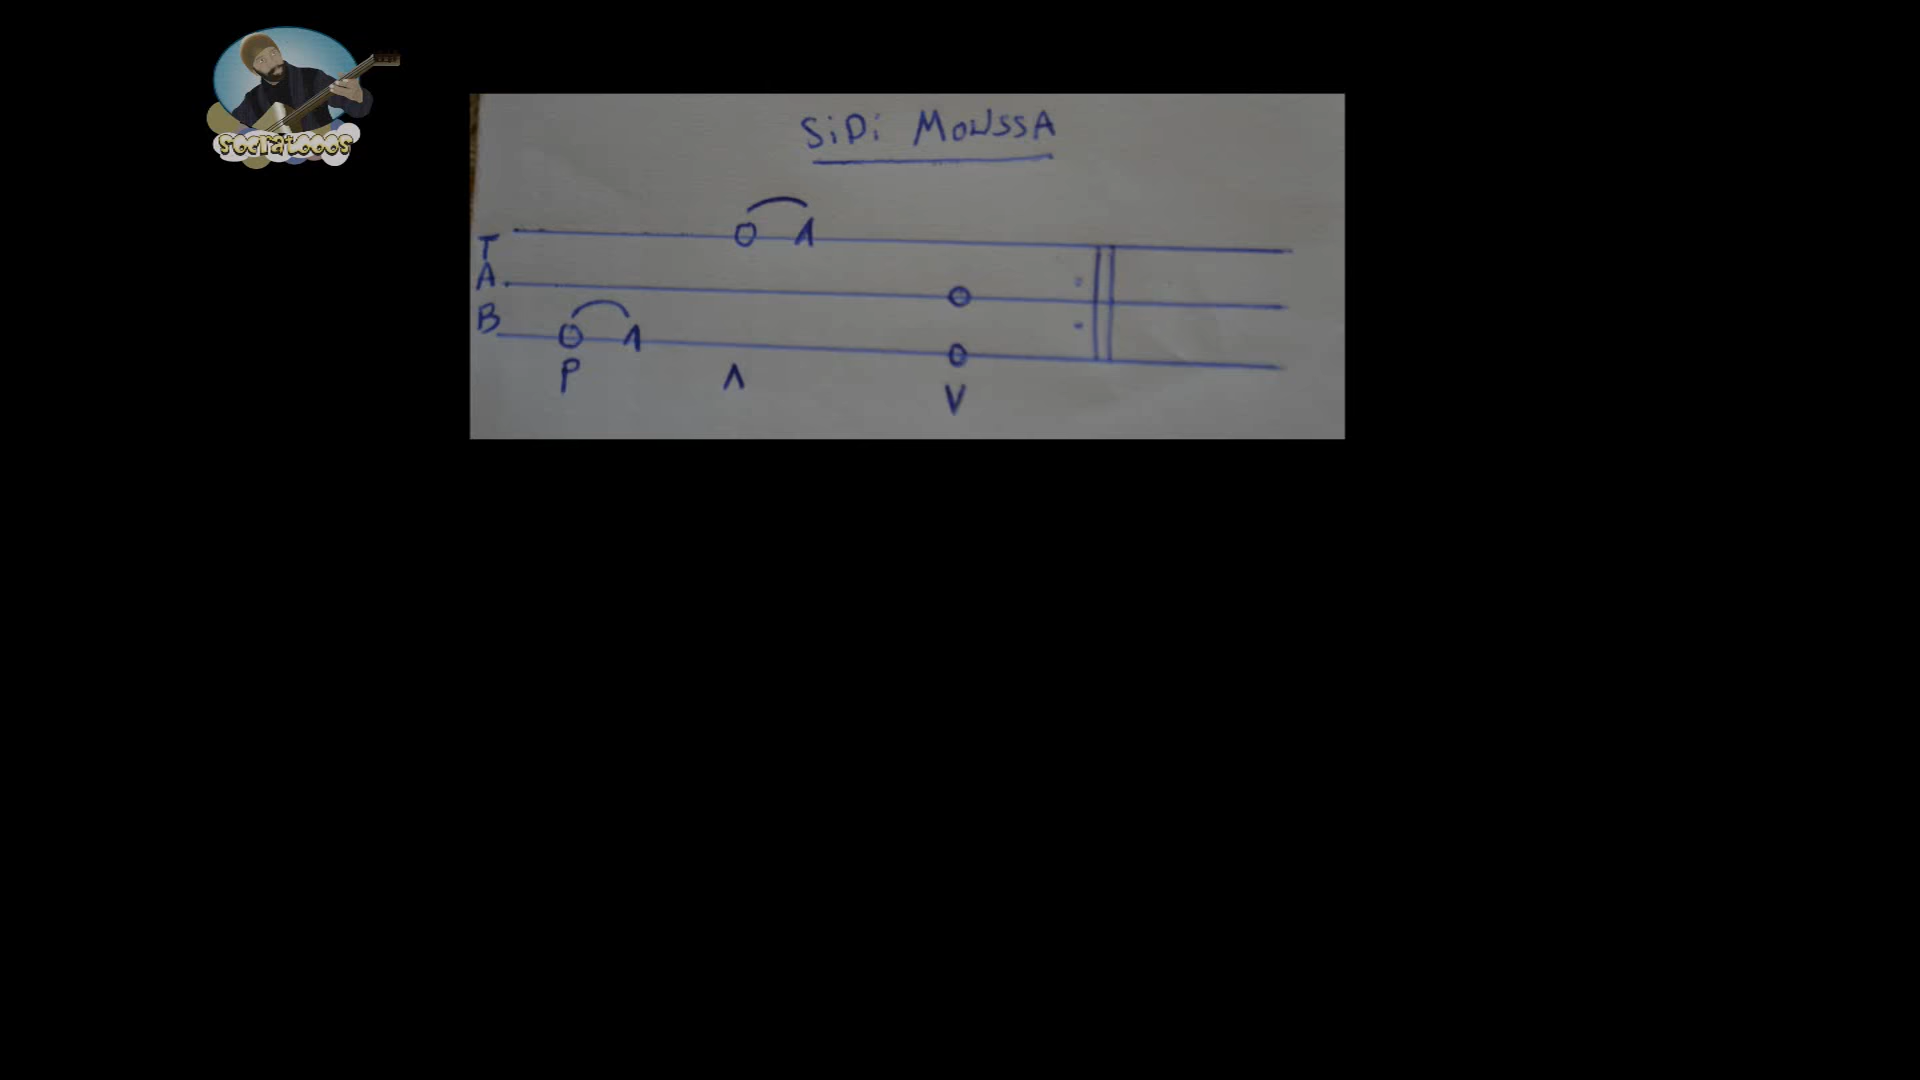 socratooos
SiDi MOUSSA
T 0 1
A 0
B 0 1
0
P Λ V